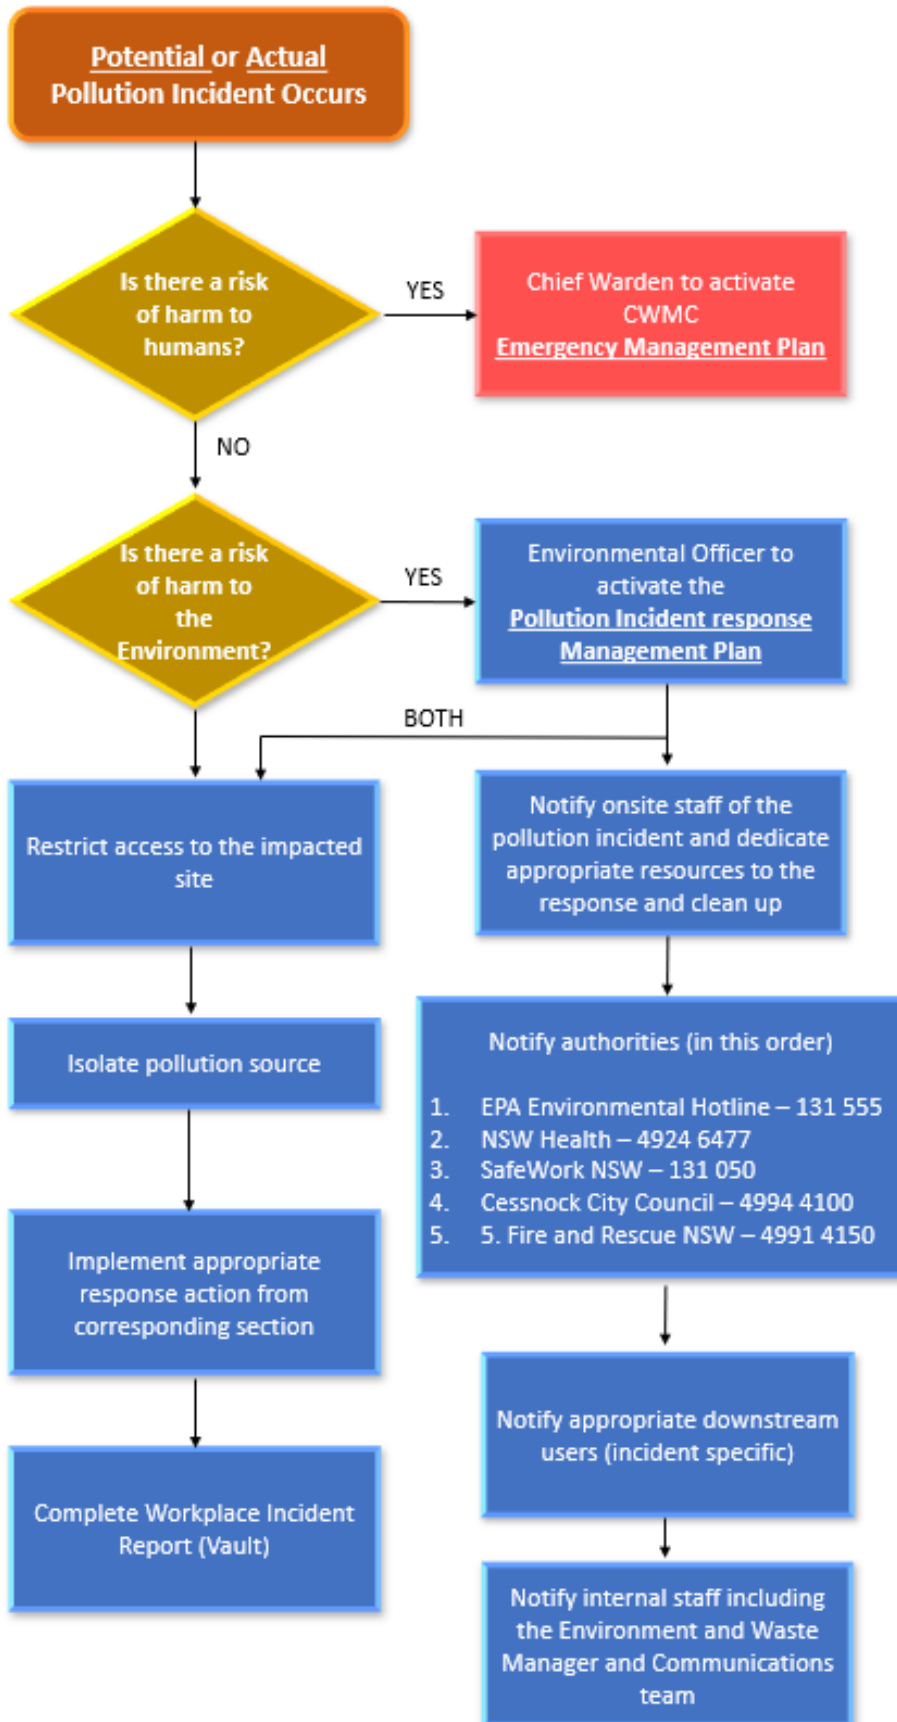 Potential or Actual
Pollution Incident Occurs
Is there a risk
of harm to
humans?
YES
Chief Warden to activate
CWMC
Emergency Management Plan
NO
Is there a risk
of harm to
the
Environment?
YES
Environmental Officer to
activate the
Pollution Incident response
Management Plan
BOTH
Restrict access to the impacted
site
Notify onsite staff of the
pollution incident and dedicate
appropriate resources to the
response and clean up
Isolate pollution source
Notify authorities (in this order)
1. EPA Environmental Hotline – 131 555
2. NSW Health – 4924 6477
3. SafeWork NSW – 131 050
4. Cessnock City Council – 4994 4100
5. 5. Fire and Rescue NSW – 4991 4150
Implement appropriate
response action from
corresponding section
Notify appropriate downstream
users (incident specific)
Complete Workplace Incident
Report (Vault)
Notify internal staff including
the Environment and Waste
Manager and Communications
team